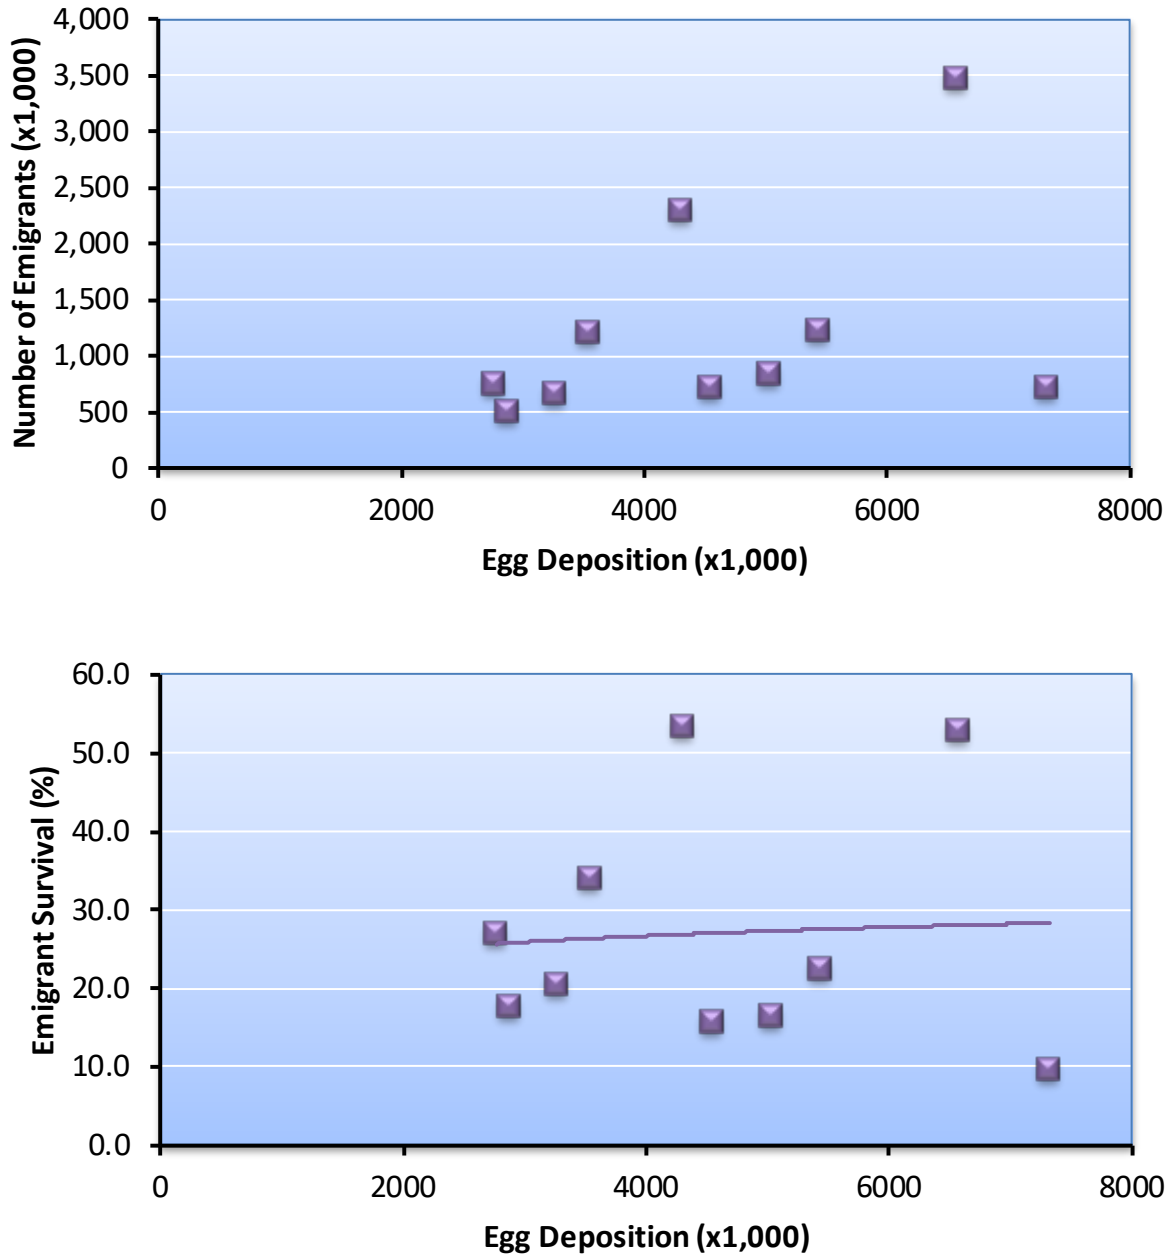 Number of Emigrants (x1,000)
4,000
3,500
3,000
2,500
2,000
1,500
1,000
500
0
0 2000 4000 6000 8000
Egg Deposition (x1,000)
Emigrant Survival (%)
60.0
50.0
40.0
30.0
20.0
10.0
0.0
0 2000 4000 6000 8000
Egg Deposition (x1,000)